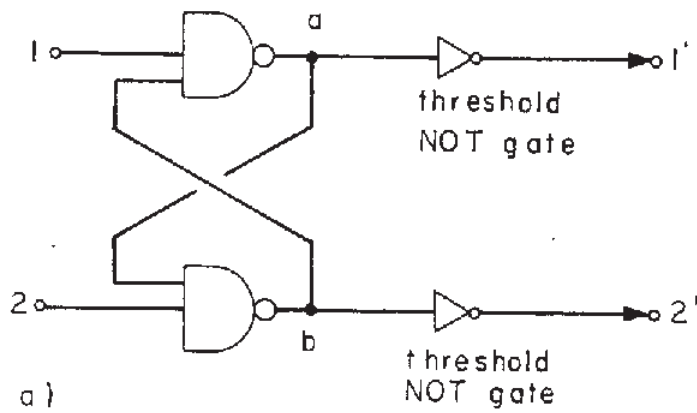 a
1
1'
threshold
NOT gate
2
2'
b
threshold
NOT gate
a)